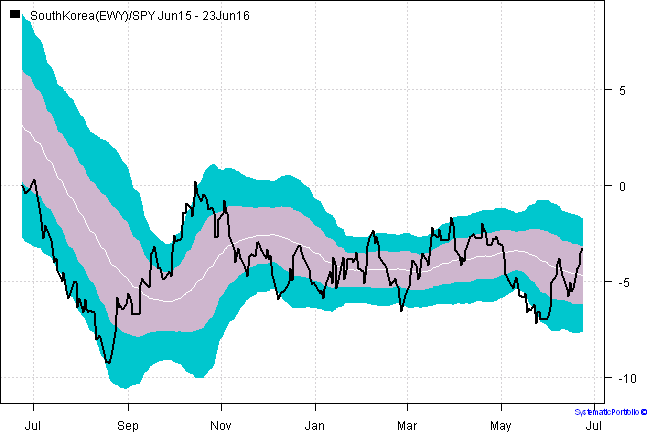 SouthKorea(EWY)/SPY Jun15 - 23Jun16
5
0
-5
-10
SystematicPortfolio ©
Jul Sep Nov Jan Mar May Jul